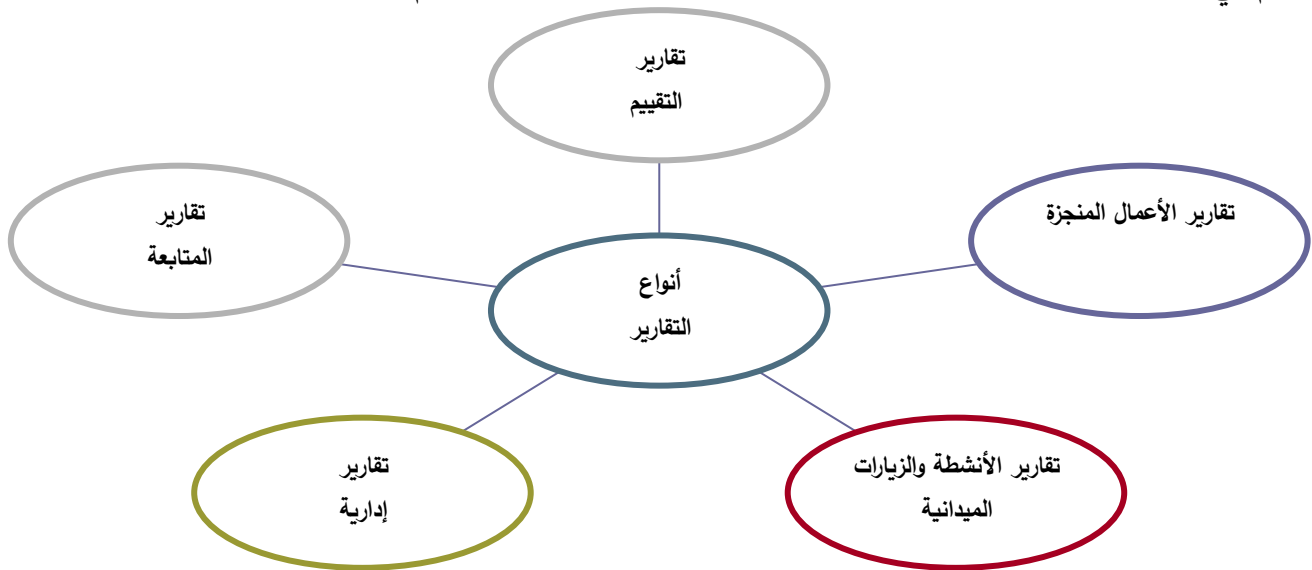 تقارير
التقييم
تقارير الأعمال المنجزة
تقارير
المتابعة
أنواع
التقارير
تقارير الأنشطة والزيارات
الميدانية
تقارير
إدارية